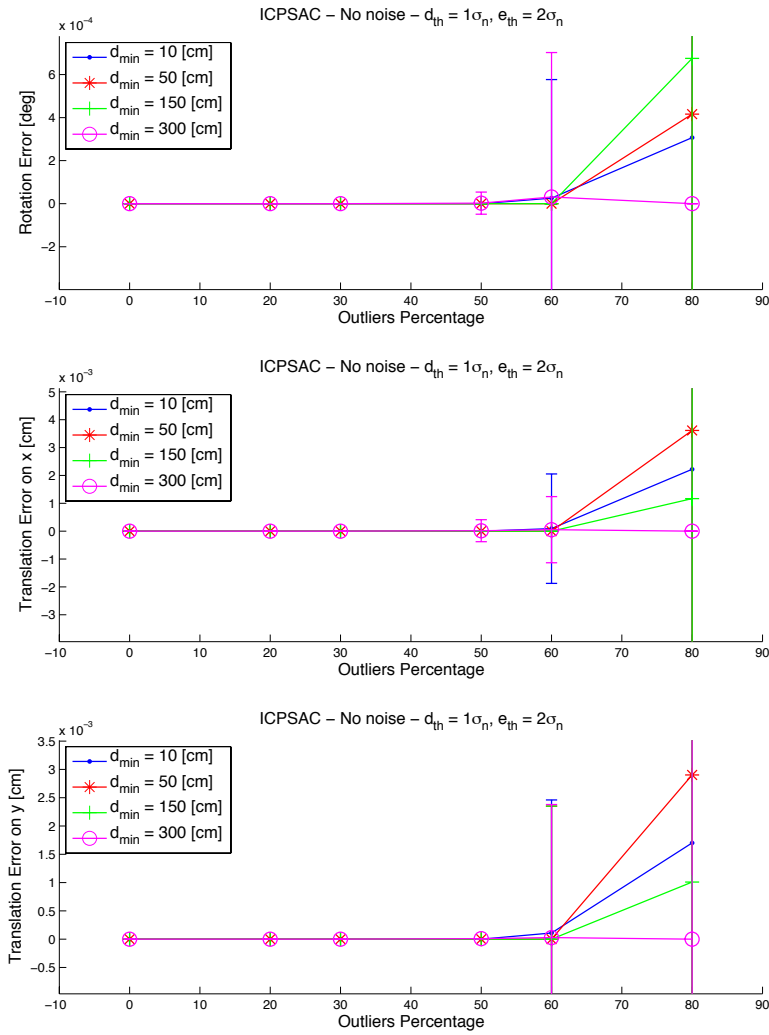 ICPSAC − No noise − d_th = 1σ_n, e_th = 2σ_n
x 10^−4
d_min = 10 [cm]
d_min = 50 [cm]
d_min = 150 [cm]
d_min = 300 [cm]
Rotation Error [deg]
6
4
2
0
−2
−10 0 10 20 30 40 50 60 70 80 90
Outliers Percentage
ICPSAC − No noise − d_th = 1σ_n, e_th = 2σ_n
x 10^−3
d_min = 10 [cm]
d_min = 50 [cm]
d_min = 150 [cm]
d_min = 300 [cm]
Translation Error on x [cm]
5
4
3
2
1
0
−1
−2
−3
−10 0 10 20 30 40 50 60 70 80 90
Outliers Percentage
ICPSAC − No noise − d_th = 1σ_n, e_th = 2σ_n
x 10^−3
d_min = 10 [cm]
d_min = 50 [cm]
d_min = 150 [cm]
d_min = 300 [cm]
Translation Error on y [cm]
3.5
3
2.5
2
1.5
1
0.5
0
−0.5
−10 0 10 20 30 40 50 60 70 80 90
Outliers Percentage